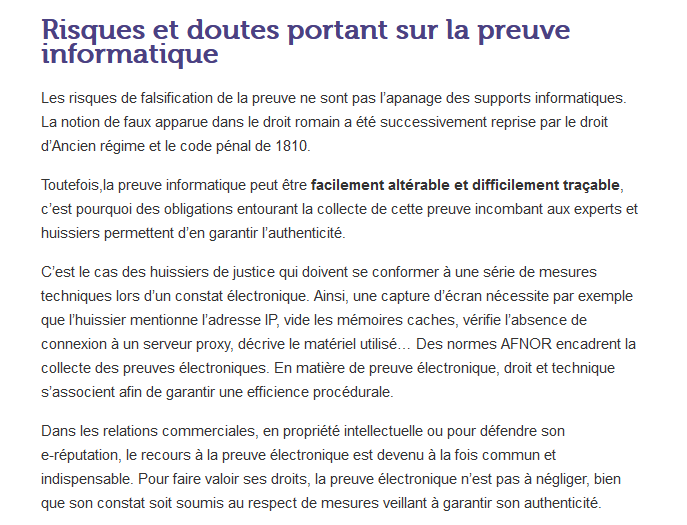 Risques et doutes portant sur la preuve
informatique
Les risques de falsification de la preuve ne sont pas l’apanage des supports informatiques.
La notion de faux apparue dans le droit romain a été successivement reprise par le droit
d’Ancien régime et le code pénal de 1810.
Toutefois,la preuve informatique peut être facilement altérable et difficilement traçable,
c’est pourquoi des obligations entourant la collecte de cette preuve incombant aux experts et
huissiers permettent d’en garantir l’authenticité.
C’est le cas des huissiers de justice qui doivent se conformer à une série de mesures
techniques lors d’un constat électronique. Ainsi, une capture d’écran nécessite par exemple
que l’huissier mentionne l’adresse IP, vide les mémoires caches, vérifie l’absence de
connexion à un serveur proxy, décrive le matériel utilisé… Des normes AFNOR encadrent la
collecte des preuves électroniques. En matière de preuve électronique, droit et technique
s’associent afin de garantir une efficience procédurale.
Dans les relations commerciales, en propriété intellectuelle ou pour défendre son
e-réputation, le recours à la preuve électronique est devenu à la fois commun et
indispensable. Pour faire valoir ses droits, la preuve électronique n’est pas à négliger, bien
que son constat soit soumis au respect de mesures veillant à garantir son authenticité.